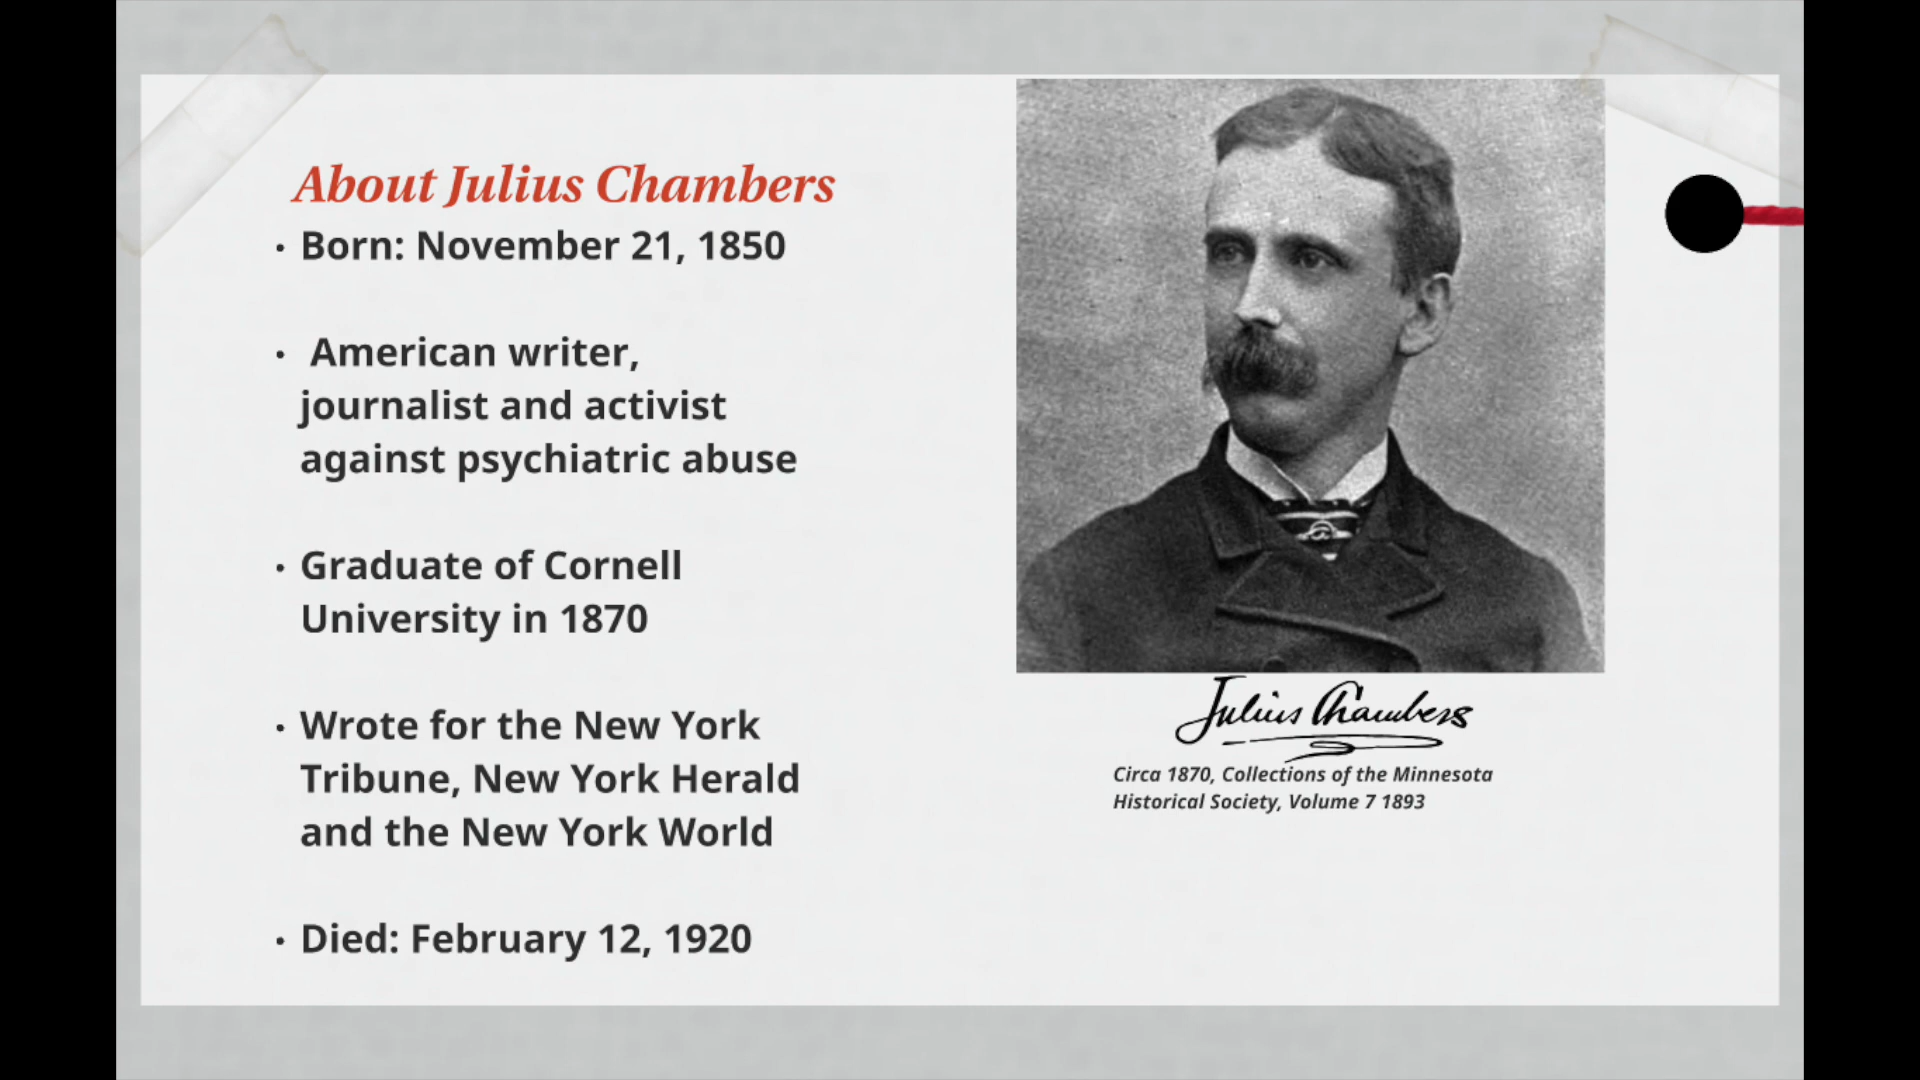 About Julius Chambers
• Born: November 21, 1850
• American writer,
journalist and activist
against psychiatric abuse
• Graduate of Cornell
University in 1870
• Wrote for the New York
Tribune, New York Herald
and the New York World
• Died: February 12, 1920
Julius Chambers
Circa 1870, Collections of the Minnesota
Historical Society, Volume 7 1893